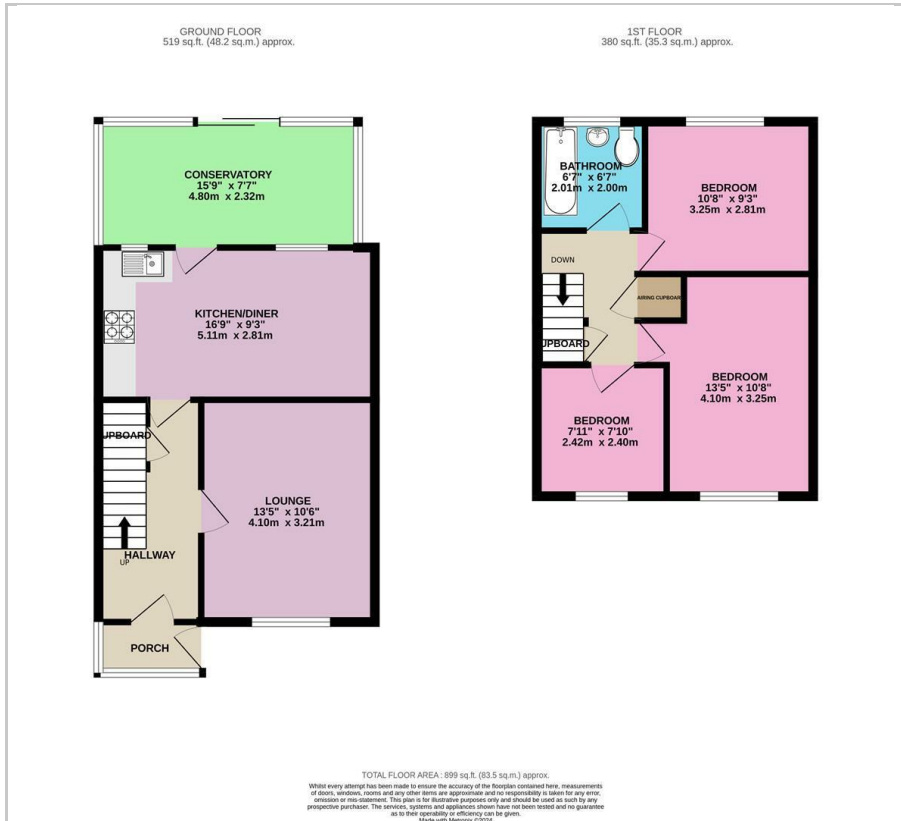 GROUND FLOOR
519 sq.ft. (48.2 sq.m.) approx.
1ST FLOOR
380 sq.ft. (35.3 sq.m.) approx.
CONSERVATORY
15'9" x 7'7"
4.80m x 2.32m
KITCHEN/DINER
16'9" x 9'3"
5.11m x 2.81m
UPBOARD
LOUNGE
13'5" x 10'6"
4.10m x 3.21m
HALLWAY
UP
PORCH
BATHROOM
6'7" x 6'7"
2.01m x 2.00m
BEDROOM
10'8" x 9'3"
3.25m x 2.81m
DOWN
AIRING CUPBOAR
UPBOARD
BEDROOM
13'5" x 10'8"
4.10m x 3.25m
BEDROOM
7'11" x 7'10"
2.42m x 2.40m
TOTAL FLOOR AREA : 899 sq.ft. (83.5 sq.m.) approx.
Whilst every attempt has been made to ensure the accuracy of the floorplan contained here, measurements
of doors, windows, rooms and any other items are approximate and no responsibility is taken for any error,
omission or mis-statement. This plan is for illustrative purposes only and should be used as such by any
prospective purchaser. The services, systems and appliances shown have not been tested and no guarantee
as to their operability or efficiency can be given.
Made with Metropix ©2024